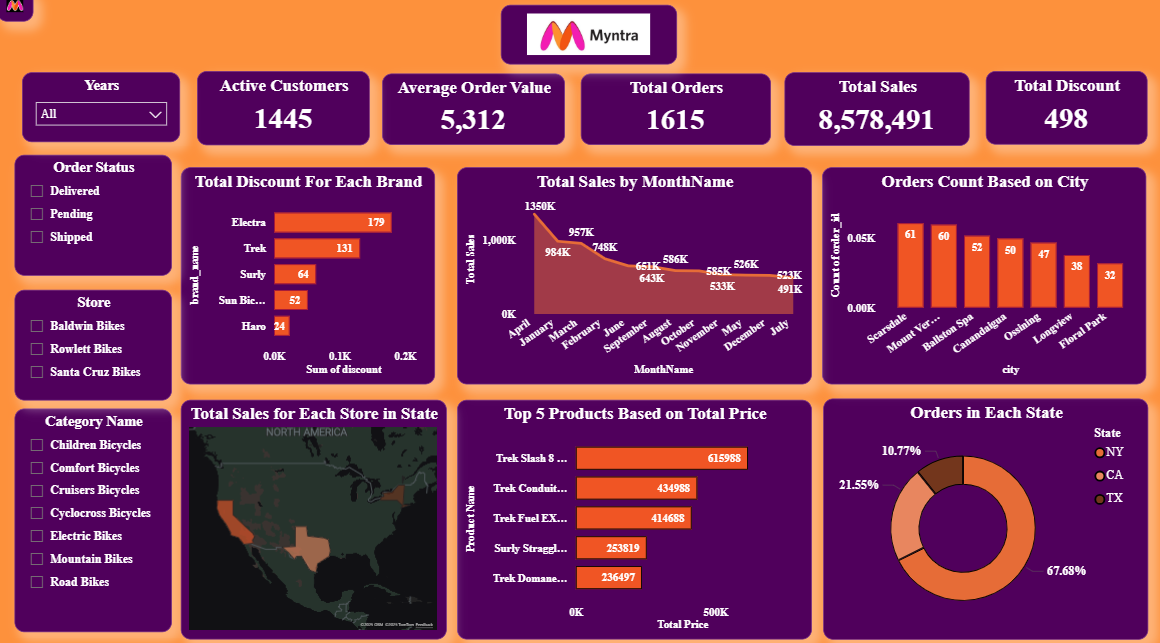 Myntra
Years
All
Active Customers
1445
Average Order Value
5,312
Total Orders
1615
Total Sales
8,578,491
Total Discount
498
Order Status
Delivered
Pending
Shipped
Store
Baldwin Bikes
Rowlett Bikes
Santa Cruz Bikes
Category Name
Children Bicycles
Comfort Bicycles
Cruisers Bicycles
Cyclocross Bicycles
Electric Bikes
Mountain Bikes
Road Bikes
Total Discount For Each Brand
brand_name
Electra
179
Trek
131
Surly
64
Sun Bic...
52
Haro
24
0.0K
0.1K
0.2K
Sum of discount
Total Sales by MonthName
Total Sales
1,000K
0K
1350K
984K
957K
748K
651K
643K
586K
585K
533K
526K
523K
491K
April
January
March
February
June
September
August
October
November
May
December
July
MonthName
Orders Count Based on City
Count of order_id
0.05K
0.00K
61
60
52
50
47
38
32
Scarsdale
Mount Ver...
Ballston Spa
Canandaigua
Ossining
Longview
Floral Park
city
Total Sales for Each Store in State
NORTH AMERICA
Top 5 Products Based on Total Price
Product Name
Trek Slash 8 ...
615988
Trek Conduit...
434988
Trek Fuel EX...
414688
Surly Straggl...
253819
Trek Domane...
236497
0K
500K
Total Price
Orders in Each State
State
NY
CA
TX
10.77%
21.55%
67.68%